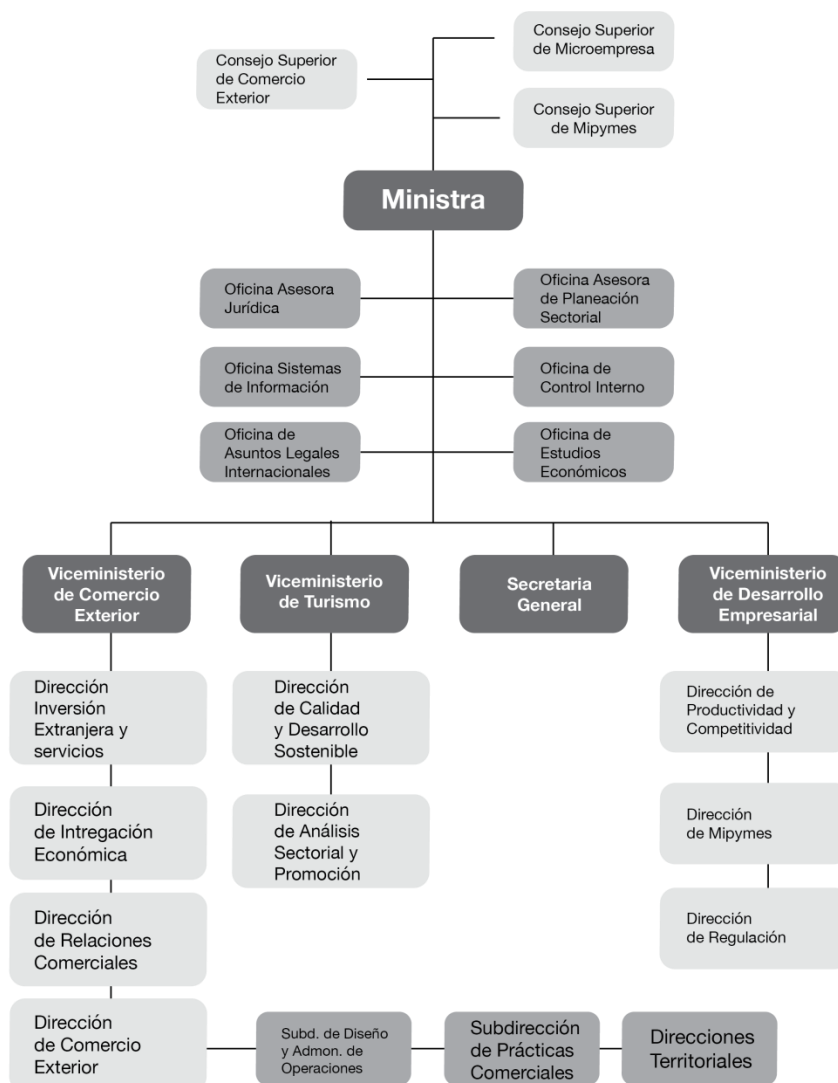 Consejo Superior
de Comercio
Exterior
Consejo Superior
de Microempresa
Consejo Superior
de Mipymes
Ministra
Oficina Asesora
Jurídica
Oficina Asesora
de Planeación
Sectorial
Oficina Sistemas
de Información
Oficina de
Control Interno
Oficina de
Asuntos Legales
Internacionales
Oficina de
Estudios
Económicos
Viceministerio
de Comercio
Exterior
Viceministerio
de Turismo
Secretaria
General
Viceministerio
de Desarrollo
Empresarial
Dirección
Inversión
Extranjera y
servicios
Dirección
de Calidad
y Desarrollo
Sostenible
Dirección de
Productividad y
Competitividad
Dirección
de Intregación
Económica
Dirección
de Análisis
Sectorial y
Promoción
Dirección
de Mipymes
Dirección
de Relaciones
Comerciales
Dirección
de Regulación
Dirección
de Comercio
Exterior
Subd. de Diseño
y Admon. de
Operaciones
Subdirección
de Prácticas
Comerciales
Direcciones
Territoriales